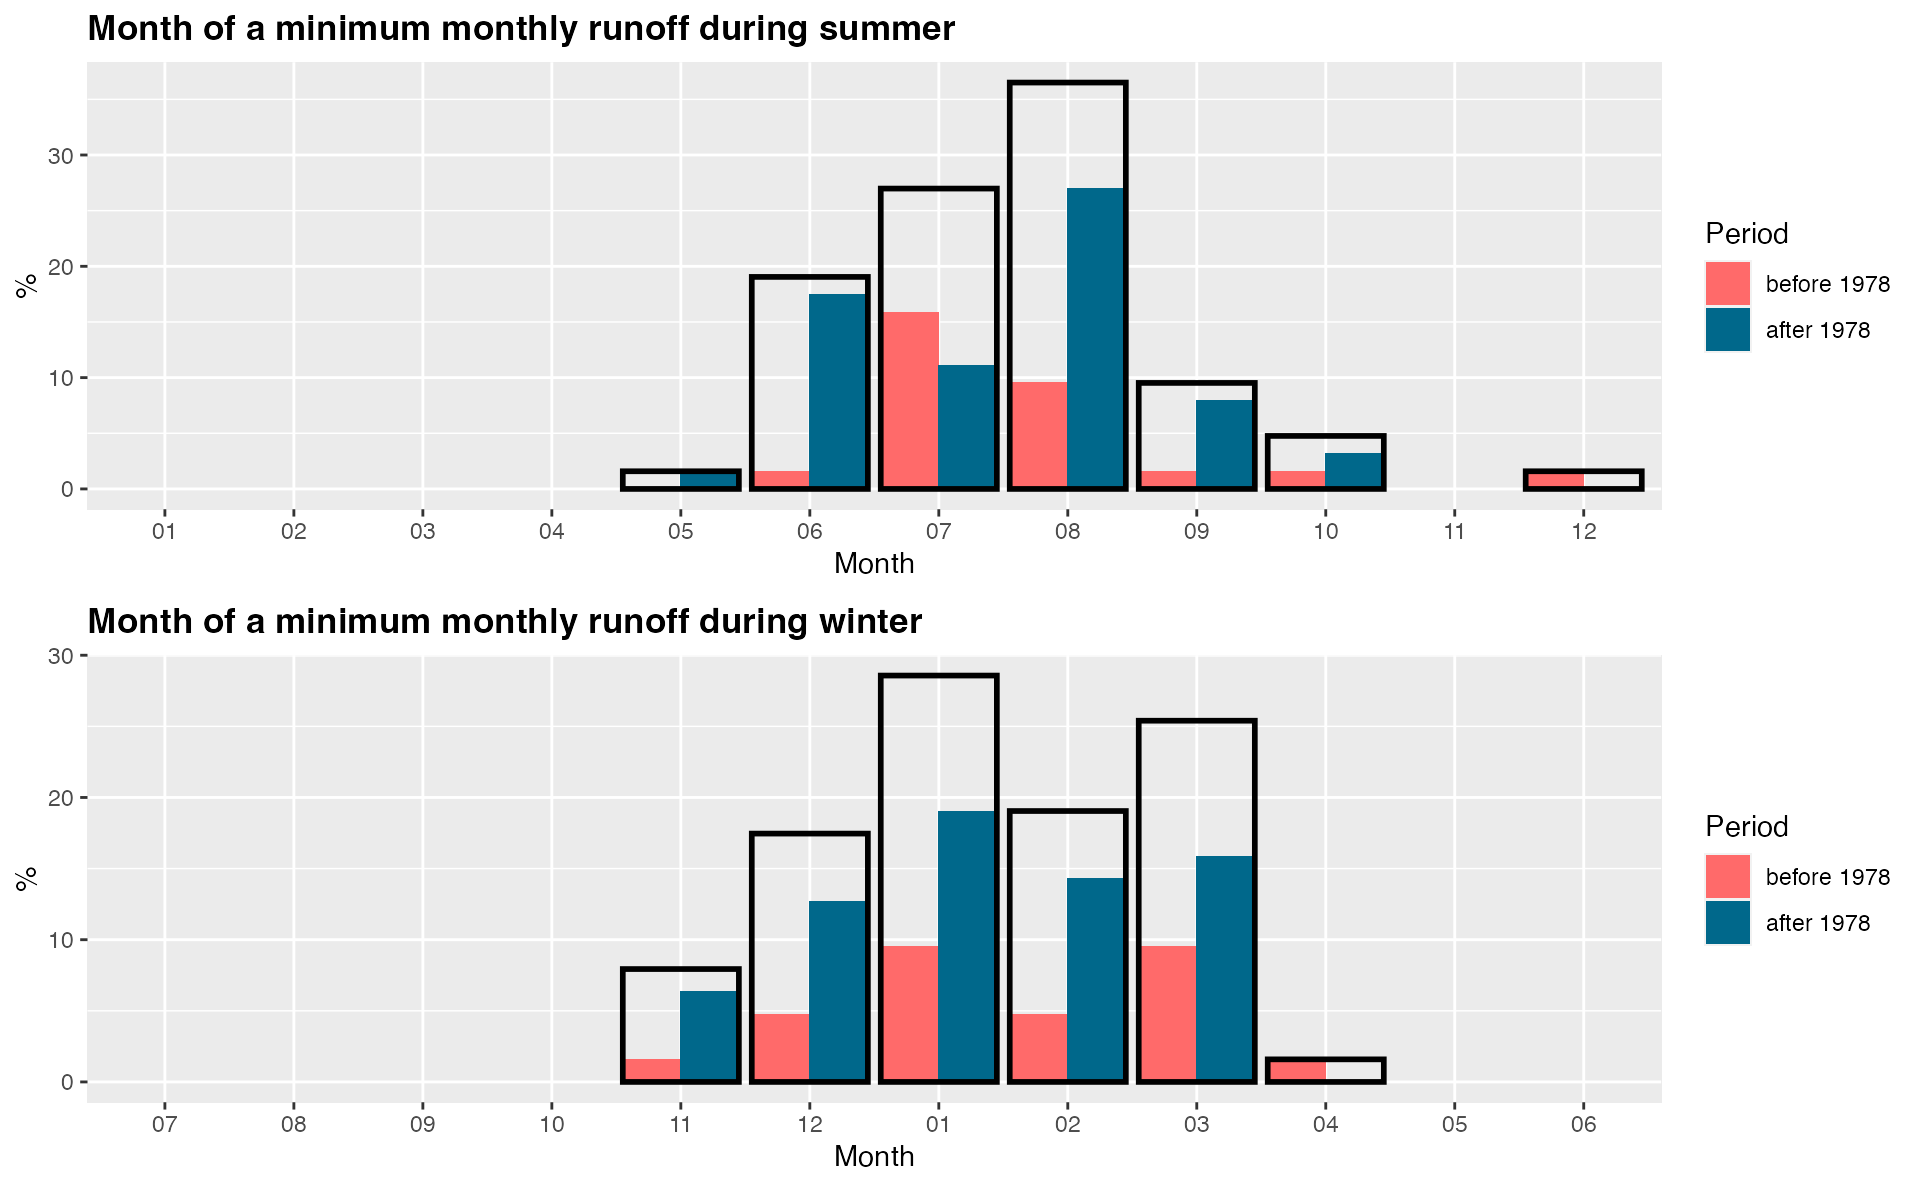 Month of a minimum monthly runoff during summer
%
30
20
10
0
01 02 03 04 05 06 07 08 09 10 11 12
Month
Period
before 1978
after 1978
Month of a minimum monthly runoff during winter
%
30
20
10
0
07 08 09 10 11 12 01 02 03 04 05 06
Month
Period
before 1978
after 1978